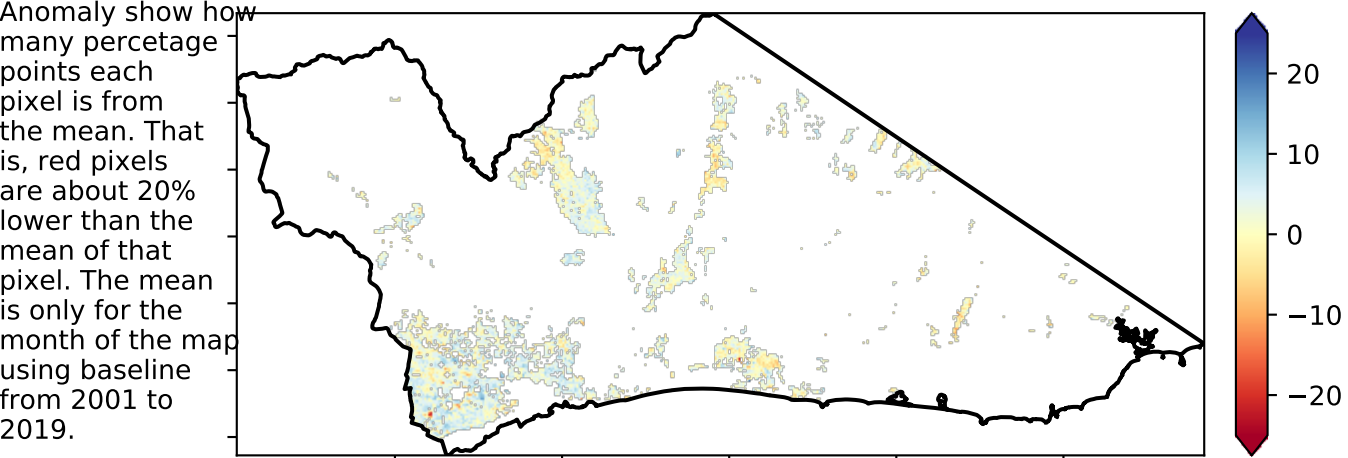 Anomaly show how
many percetage
points each
pixel is from
the mean. That
is, red pixels
are about 20%
lower than the
mean of that
pixel. The mean
is only for the
month of the map
using baseline
from 2001 to
2019.
20
10
0
−10
−20